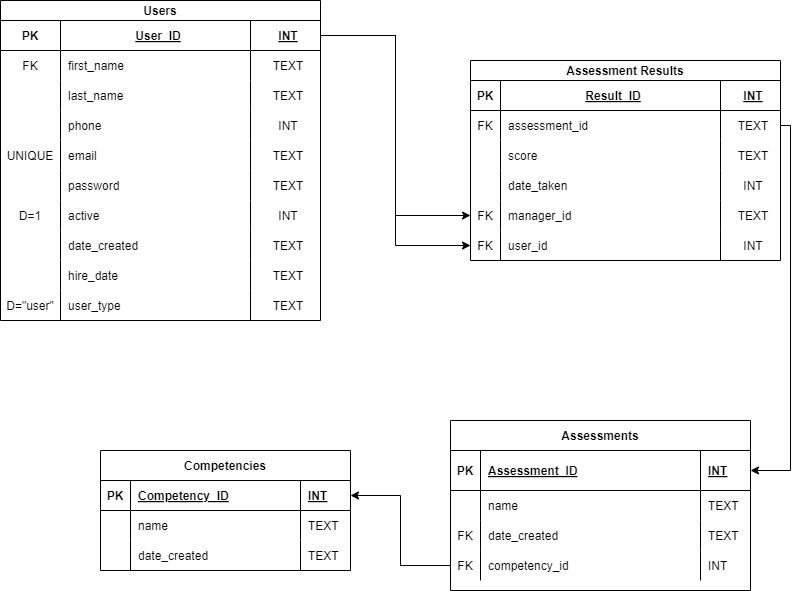 Users
PK User_ID INT
FK first_name TEXT
last_name TEXT
phone INT
UNIQUE email TEXT
password TEXT
D=1 active INT
date_created TEXT
hire_date TEXT
D="user" user_type TEXT
Assessment Results
PK Result_ID INT
FK assessment_id TEXT
score TEXT
date_taken INT
FK manager_id TEXT
FK user_id INT
Competencies
PK Competency_ID INT
name TEXT
date_created TEXT
Assessments
PK Assessment_ID INT
name TEXT
FK date_created TEXT
FK competency_id INT